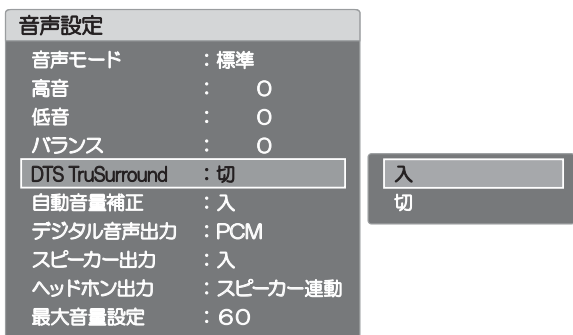 音声設定
音声モード :標準
高音 : 0
低音 : 0
バランス : 0
DTS TruSurround :切
自動音量補正 :入
デジタル音声出力 :PCM
スピーカー出力 :入
ヘッドホン出力 :スピーカー連動
最大音量設定 :60
入
切